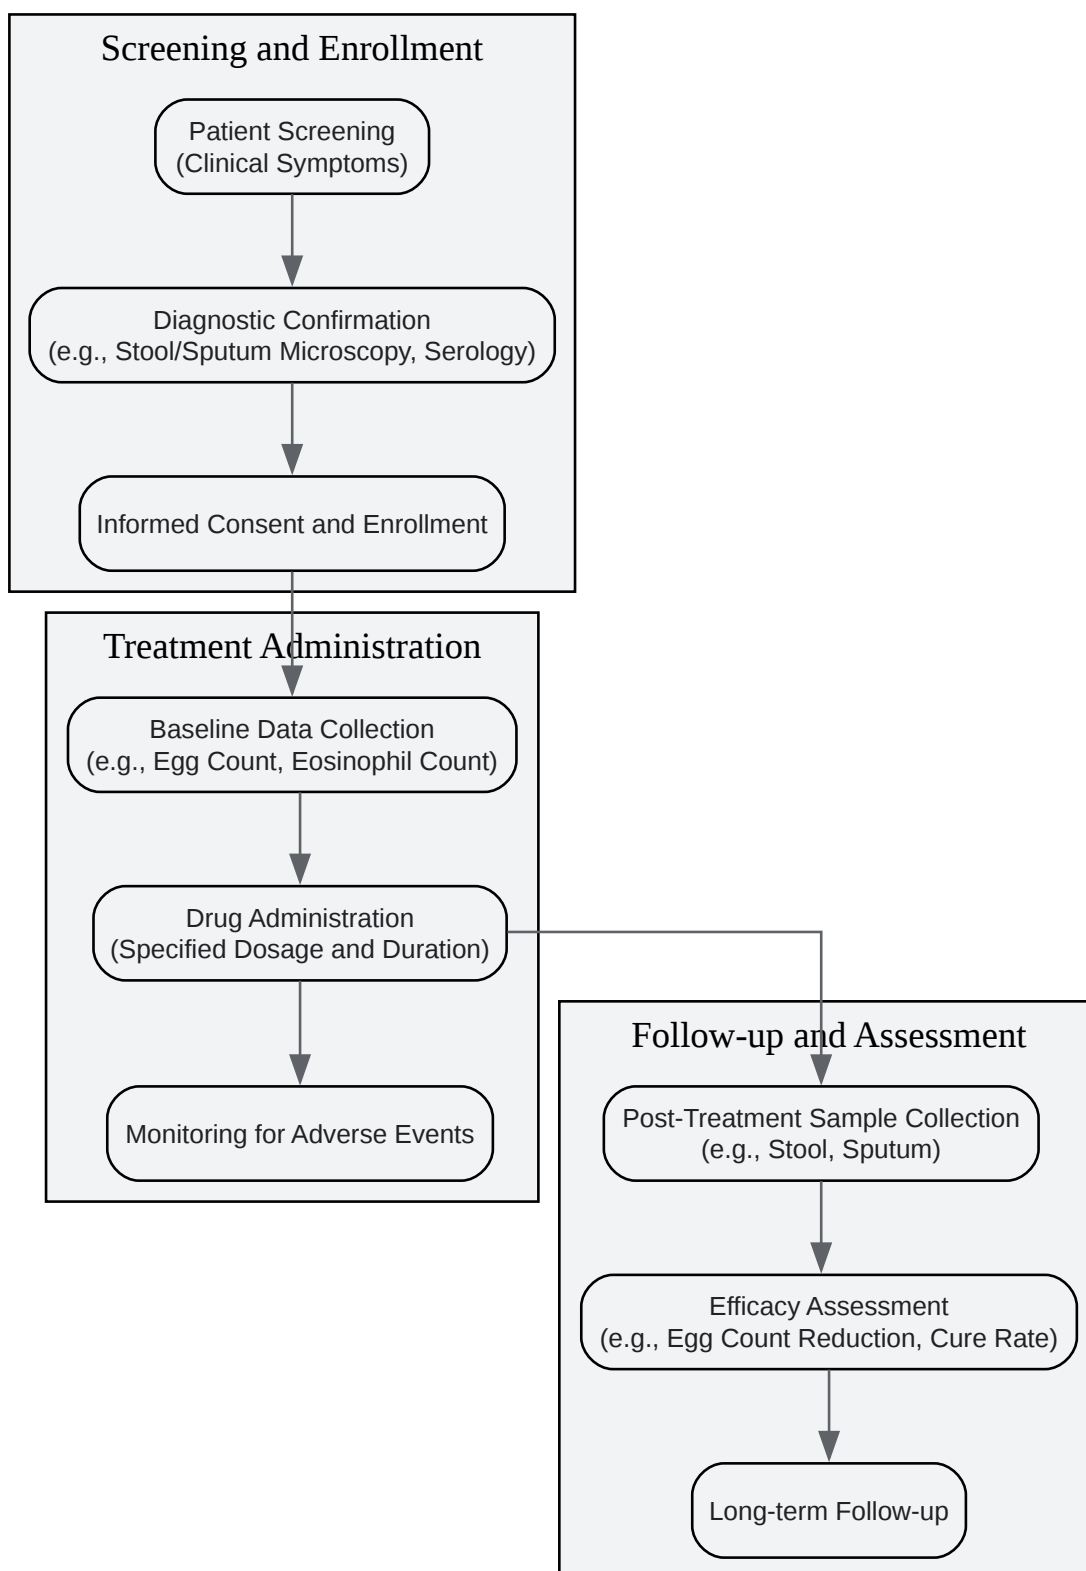 Screening and Enrollment
Patient Screening
(Clinical Symptoms)
Diagnostic Confirmation
(e.g., Stool/Sputum Microscopy, Serology)
Informed Consent and Enrollment
Treatment Administration
Baseline Data Collection
(e.g., Egg Count, Eosinophil Count)
Drug Administration
(Specified Dosage and Duration)
Monitoring for Adverse Events
Follow-up and Assessment
Post-Treatment Sample Collection
(e.g., Stool, Sputum)
Efficacy Assessment
(e.g., Egg Count Reduction, Cure Rate)
Long-term Follow-up